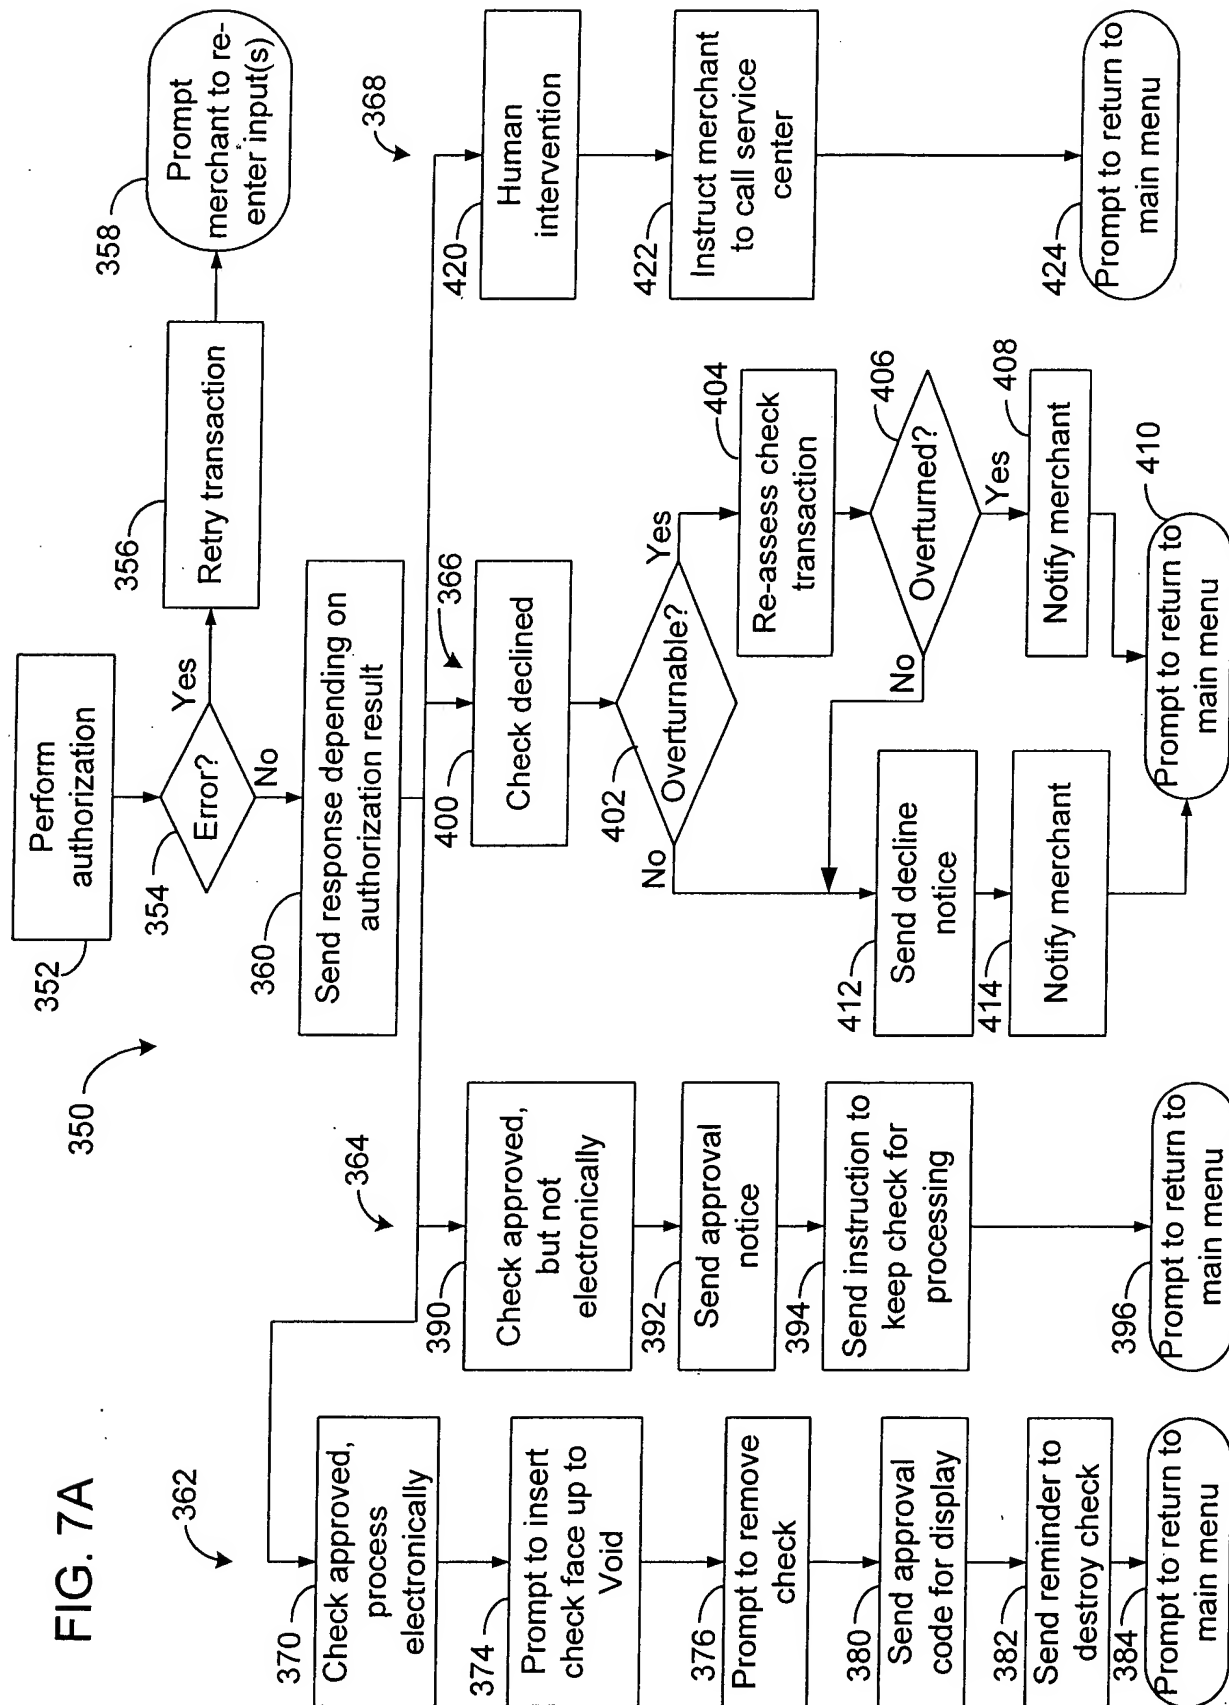 FIG. 7A
350
352
Perform
authorization
354
Error?
Yes
No
356
Retry transaction
358
Prompt
merchant to re-
enter input(s)
360
Send response depending on
authorization result
362
370
Check approved,
process
electronically
374
Prompt to insert
check face up to
Void
376
Prompt to remove
check
380
Send approval
code for display
382
Send reminder to
destroy check
384
Prompt to return to
main menu
364
390
Check approved,
but not
electronically
392
Send approval
notice
394
Send instruction to
keep check for
processing
396
Prompt to return to
main menu
366
400
Check declined
402
Overturnable?
No
Yes
404
Re-assess check
transaction
406
Overturned?
No
Yes
408
Notify merchant
410
Prompt to return to
main menu
412
Send decline
notice
414
Notify merchant
368
420
Human
intervention
422
Instruct merchant
to call service
center
424
Prompt to return to
main menu